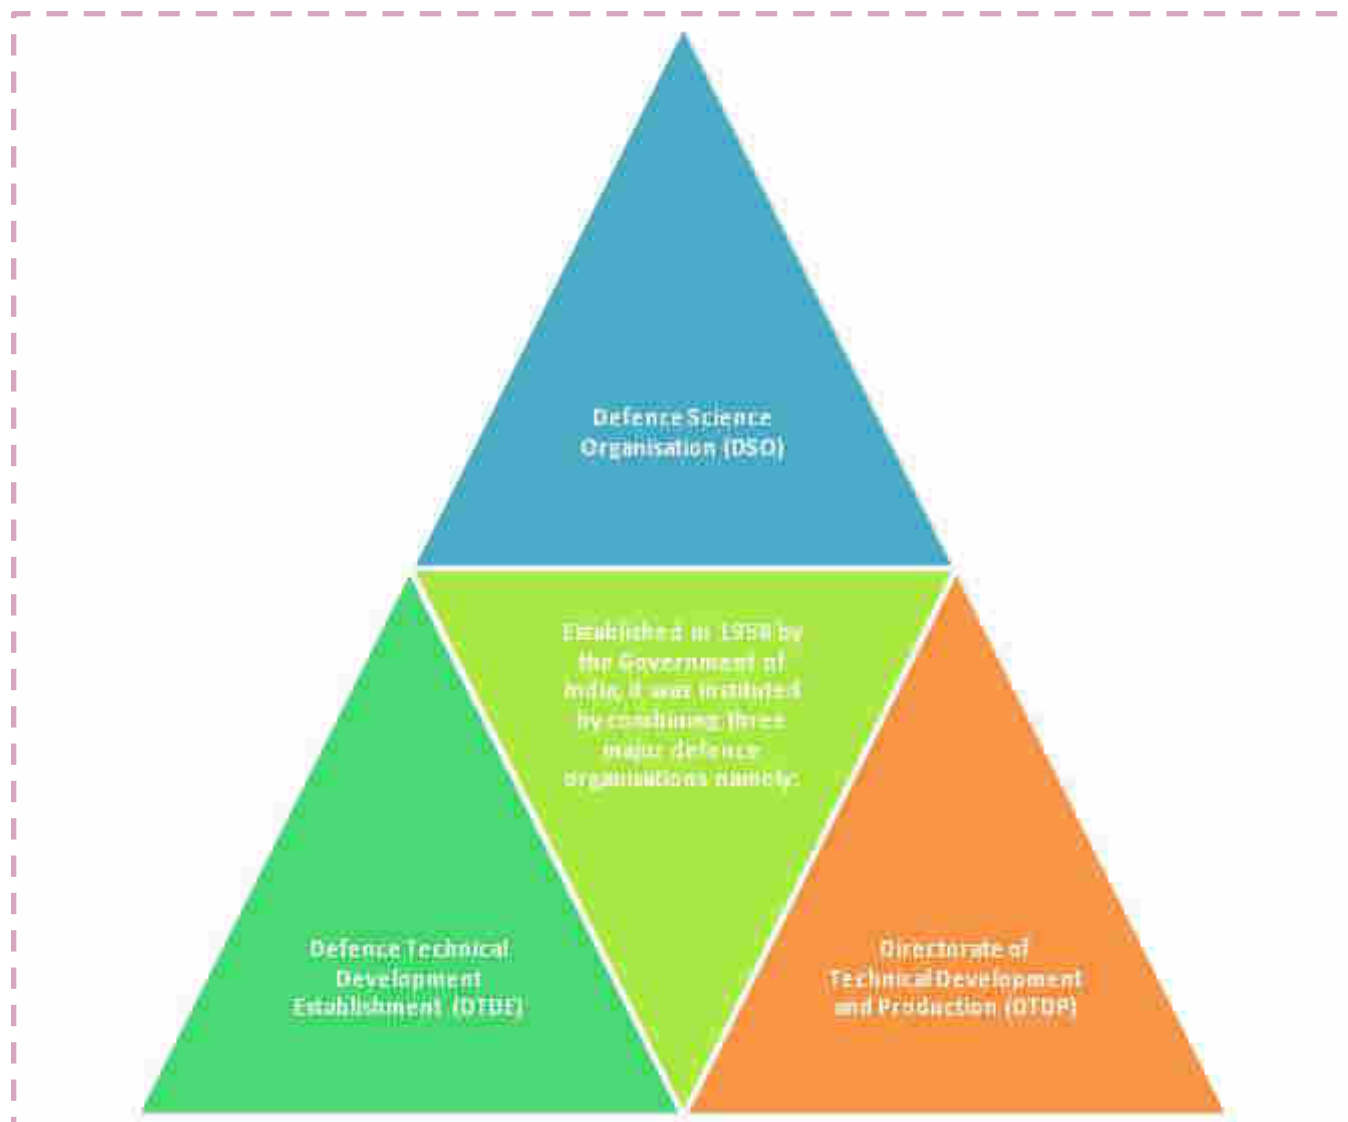 Defence Science
Organisation (DSO)
Established in 1958 by
the Government of
India, it was instituted
by combining three
major defence
organisations namely:
Defence Technical
Development
Establishment (DTDE)
Directorate of
Technical Development
and Production (DTDP)